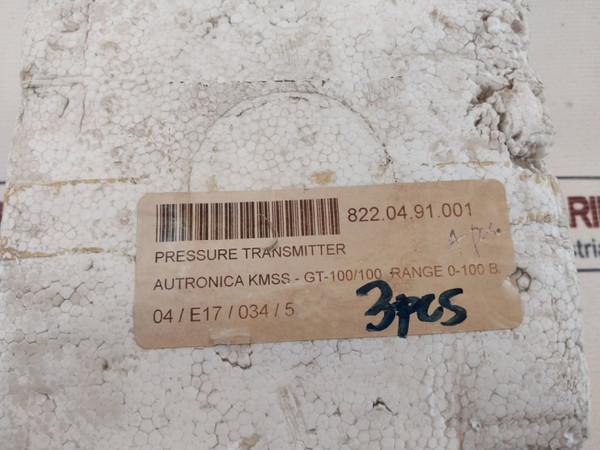 822.04.91.001
PRESSURE TRANSMITTER
AUTRONICA KMSS - GT-100/100 RANGE 0-100 B
04 / E17 / 034 / 5
3pcs